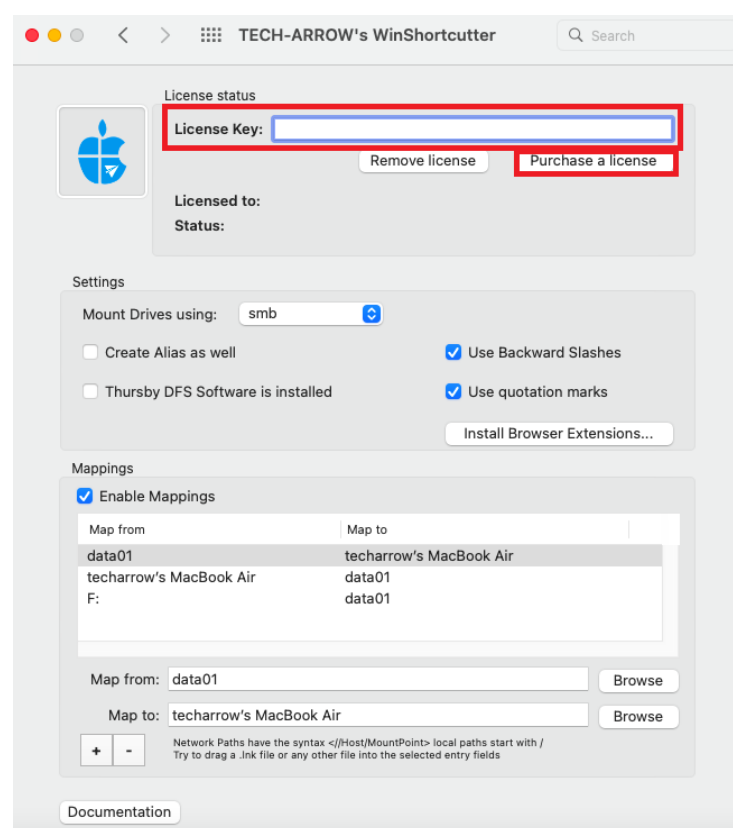 TECH-ARROW's WinShortcutter
Search
License status
License Key:
Remove license
Purchase a license
Licensed to:
Status:
Settings
Mount Drives using: smb
Create Alias as well
Use Backward Slashes
Thursby DFS Software is installed
Use quotation marks
Install Browser Extensions...
Mappings
Enable Mappings
Map from Map to
data01 techarrow's MacBook Air
techarrow's MacBook Air data01
F: data01
Map from: data01 Browse
Map to: techarrow's MacBook Air Browse
+ - Network Paths have the syntax <//Host/MountPoint> local paths start with /
Try to drag a .lnk file or any other file into the selected entry fields
Documentation